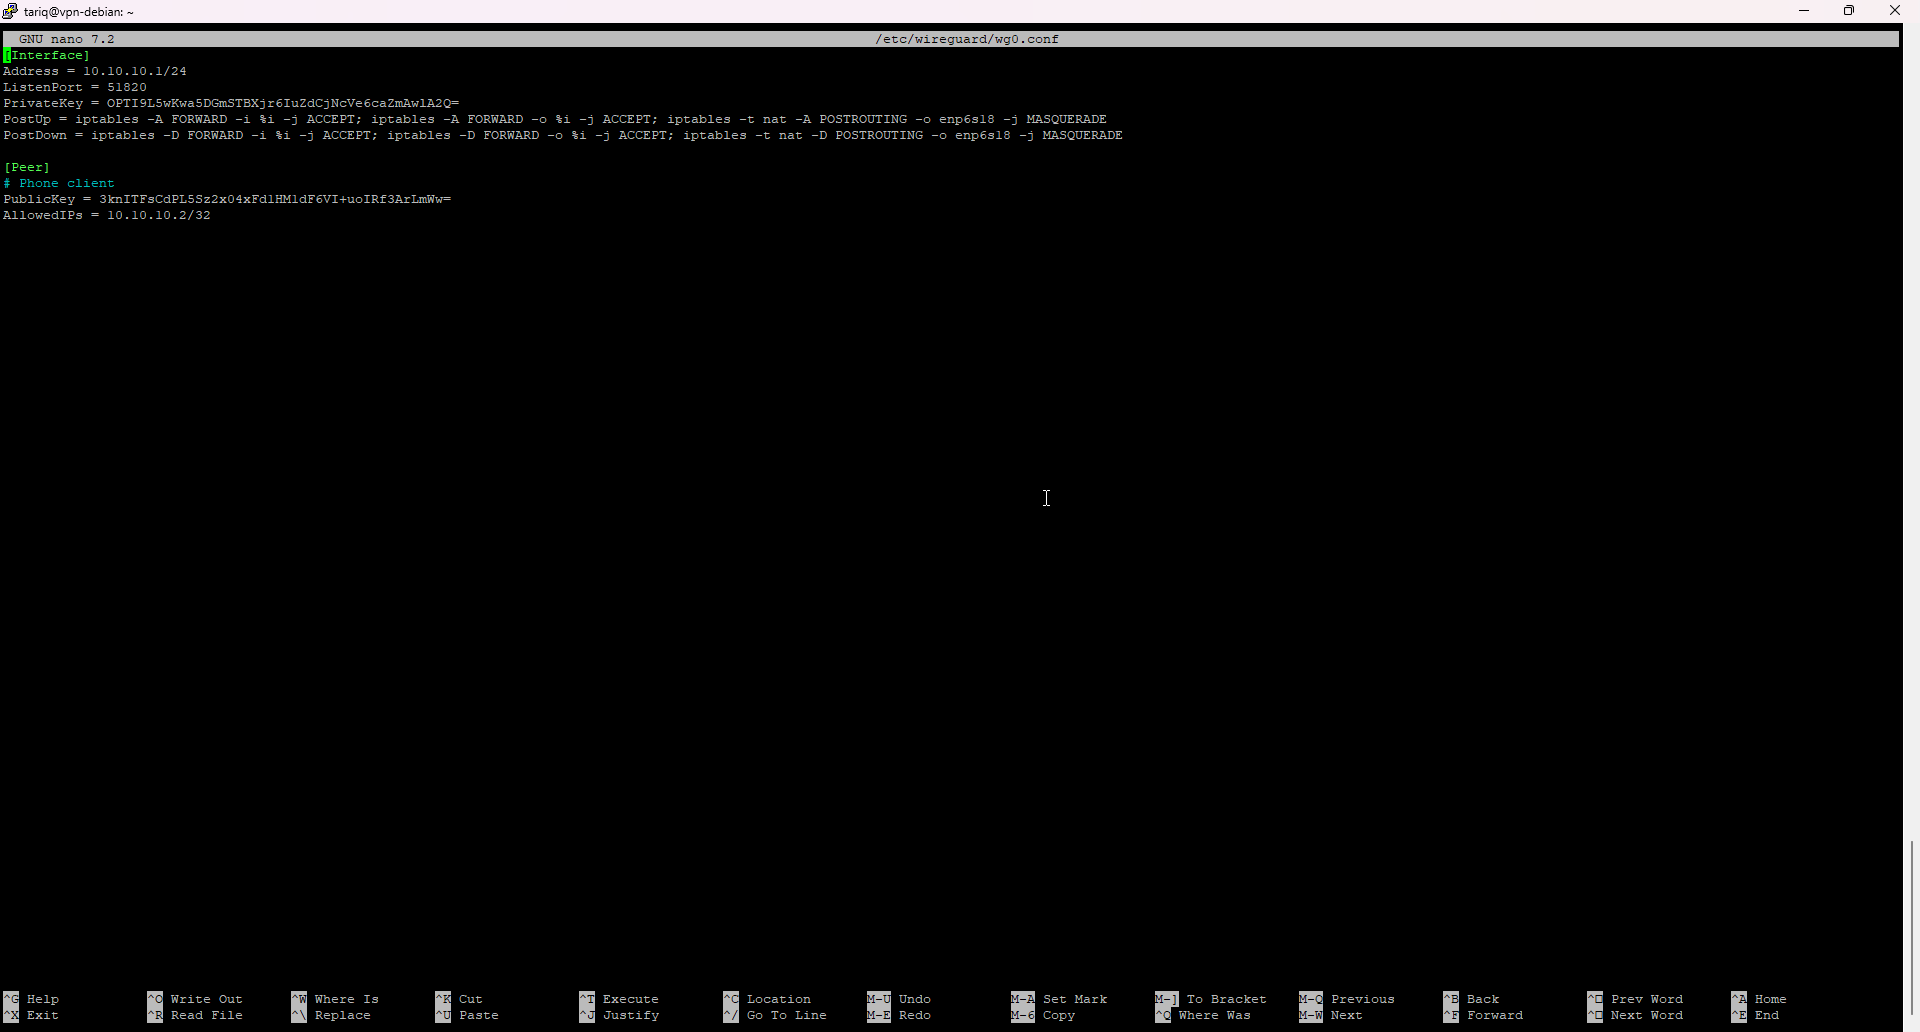 tariq@vpn-debian: ~
GNU nano 7.2 /etc/wireguard/wg0.conf
[Interface]
Address = 10.10.10.1/24
ListenPort = 51820
PrivateKey = OPTI9L5wKwa5DGmSTBXjr6IuZdCjNcVe6caZmAwlA2Q=
PostUp = iptables -A FORWARD -i %i -j ACCEPT; iptables -A FORWARD -o %i -j ACCEPT; iptables -t nat -A POSTROUTING -o enp6s18 -j MASQUERADE
PostDown = iptables -D FORWARD -i %i -j ACCEPT; iptables -D FORWARD -o %i -j ACCEPT; iptables -t nat -D POSTROUTING -o enp6s18 -j MASQUERADE
[Peer]
# Phone client
PublicKey = 3knITFsCdPL5Sz2x04xFdlHMldF6VI+uoIRf3ArLmWw=
AllowedIPs = 10.10.10.2/32
^G Help ^O Write Out ^W Where Is ^K Cut ^T Execute ^C Location M-U Undo M-A Set Mark M-] To Bracket M-Q Previous ^B Back ^□ Prev Word ^A Home
^X Exit ^R Read File ^\ Replace ^U Paste ^J Justify ^/ Go To Line M-E Redo M-6 Copy ^Q Where Was M-W Next ^F Forward ^□ Next Word ^E End